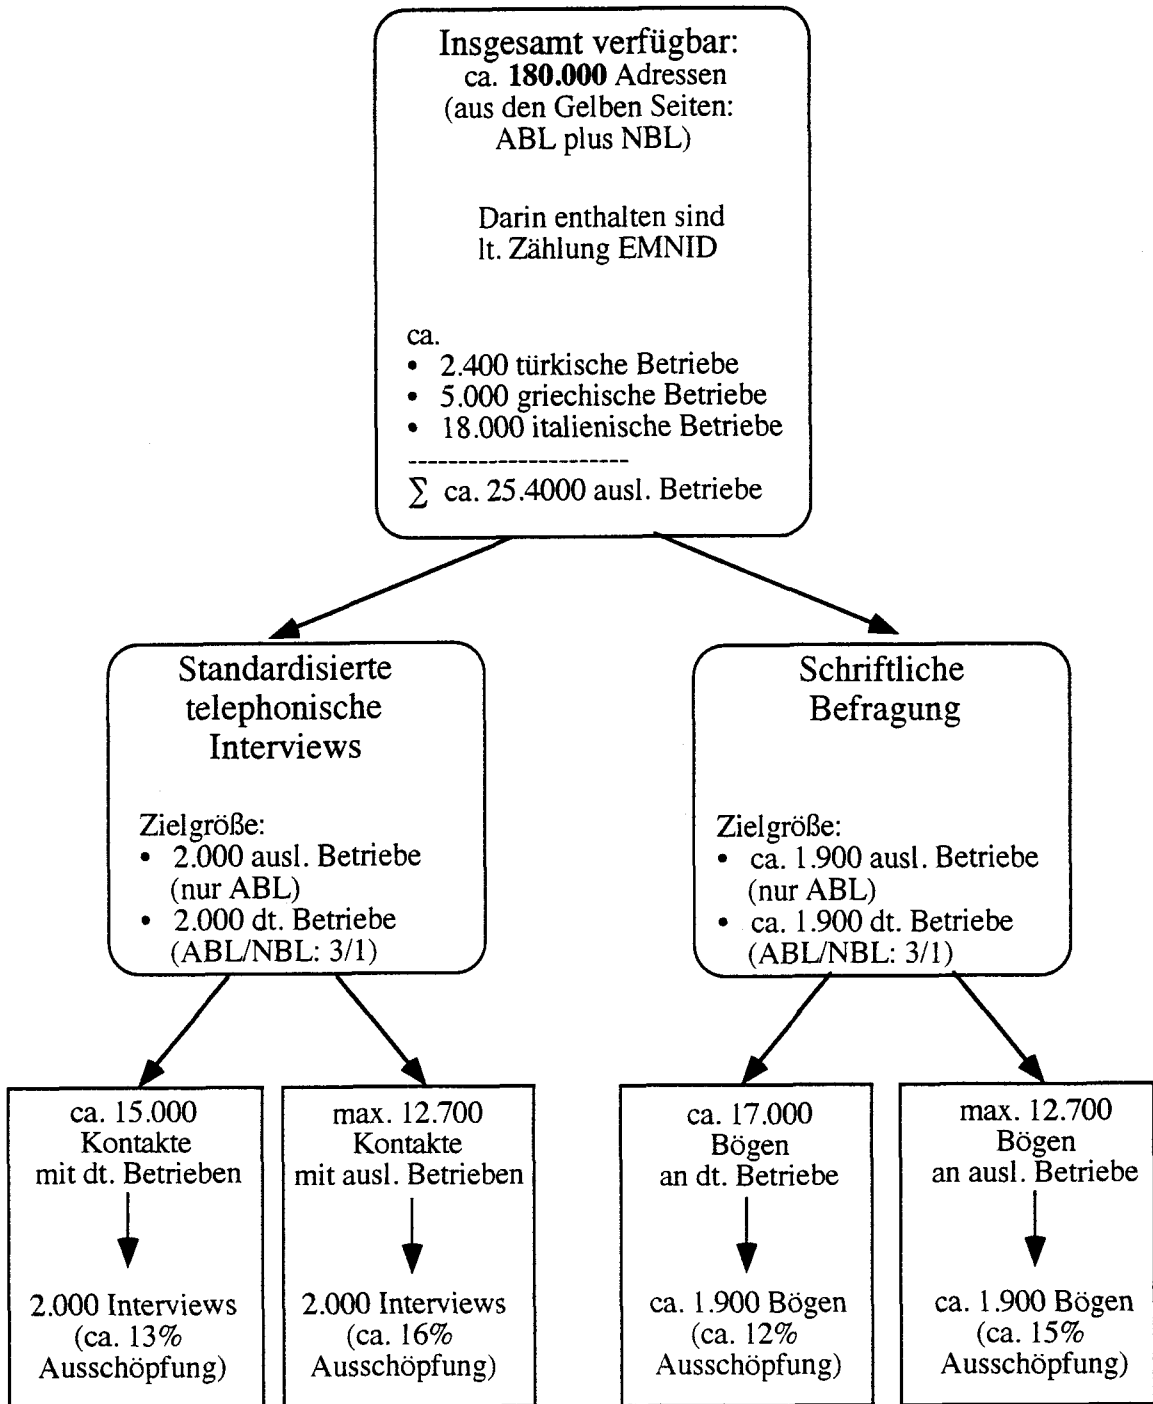 Insgesamt verfügbar:
ca. 180.000 Adressen
(aus den Gelben Seiten:
ABL plus NBL)
Darin enthalten sind
lt. Zählung EMNID
ca.
• 2.400 türkische Betriebe
• 5.000 griechische Betriebe
• 18.000 italienische Betriebe
----------------------
∑ ca. 25.4000 ausl. Betriebe
Standardisierte
telephonische
Interviews
Zielgröße:
• 2.000 ausl. Betriebe
(nur ABL)
• 2.000 dt. Betriebe
(ABL/NBL: 3/1)
Schriftliche
Befragung
Zielgröße:
• ca. 1.900 ausl. Betriebe
(nur ABL)
• ca. 1.900 dt. Betriebe
(ABL/NBL: 3/1)
ca. 15.000
Kontakte
mit dt. Betrieben
2.000 Interviews
(ca. 13%
Ausschöpfung)
max. 12.700
Kontakte
mit ausl. Betrieben
2.000 Interviews
(ca. 16%
Ausschöpfung)
ca. 17.000
Bögen
an dt. Betriebe
ca. 1.900 Bögen
(ca. 12%
Ausschöpfung)
max. 12.700
Bögen
an ausl. Betriebe
ca. 1.900 Bögen
(ca. 15%
Ausschöpfung)